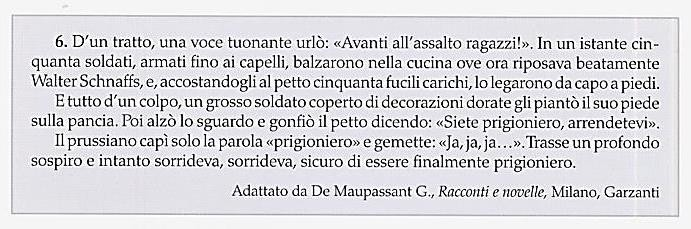 6. D'un tratto, una voce tuonante urlò: «Avanti all'assalto ragazzi!». In un istante cin-
quanta soldati, armati fino ai capelli, balzarono nella cucina ove ora riposava beatamente
Walter Schnaffs, e, accostandogli al petto cinquanta fucili carichi, lo legarono da capo a piedi.
E tutto d'un colpo, un grosso soldato coperto di decorazioni dorate gli piantò il suo piede
sulla pancia. Poi alzò lo sguardo e gonfiò il petto dicendo: «Siete prigioniero, arrendetevi».
Il prussiano capì solo la parola «prigioniero» e gemette: «Ja, ja, ja…». Trasse un profondo
sospiro e intanto sorrideva, sorrideva, sicuro di essere finalmente prigioniero.
Adattato da De Maupassant G., Racconti e novelle, Milano, Garzanti